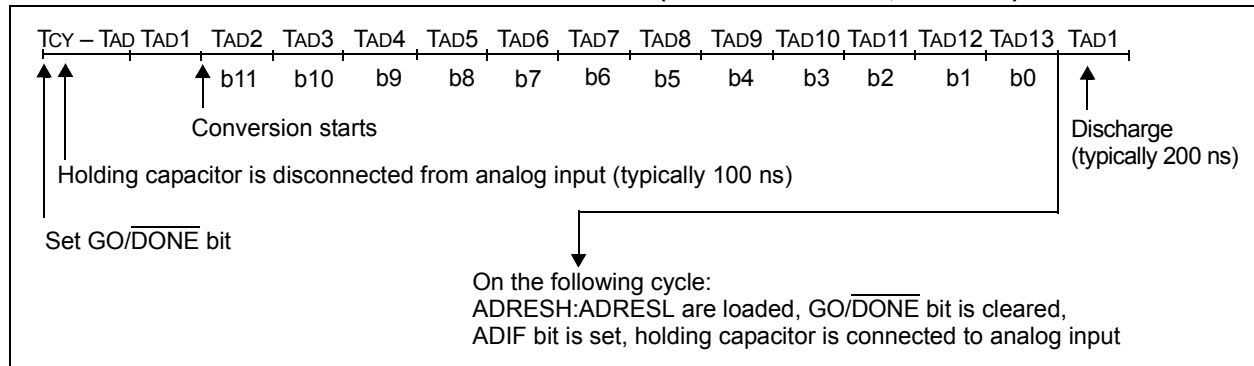 TCY – TAD TAD1 TAD2 TAD3 TAD4 TAD5 TAD6 TAD7 TAD8 TAD9 TAD10 TAD11 TAD12 TAD13 TAD1
b11 b10 b9 b8 b7 b6 b5 b4 b3 b2 b1 b0
Conversion starts
Discharge
(typically 200 ns)
Holding capacitor is disconnected from analog input (typically 100 ns)
Set GO/DONE bit
On the following cycle:
ADRESH:ADRESL are loaded, GO/DONE bit is cleared,
ADIF bit is set, holding capacitor is connected to analog input